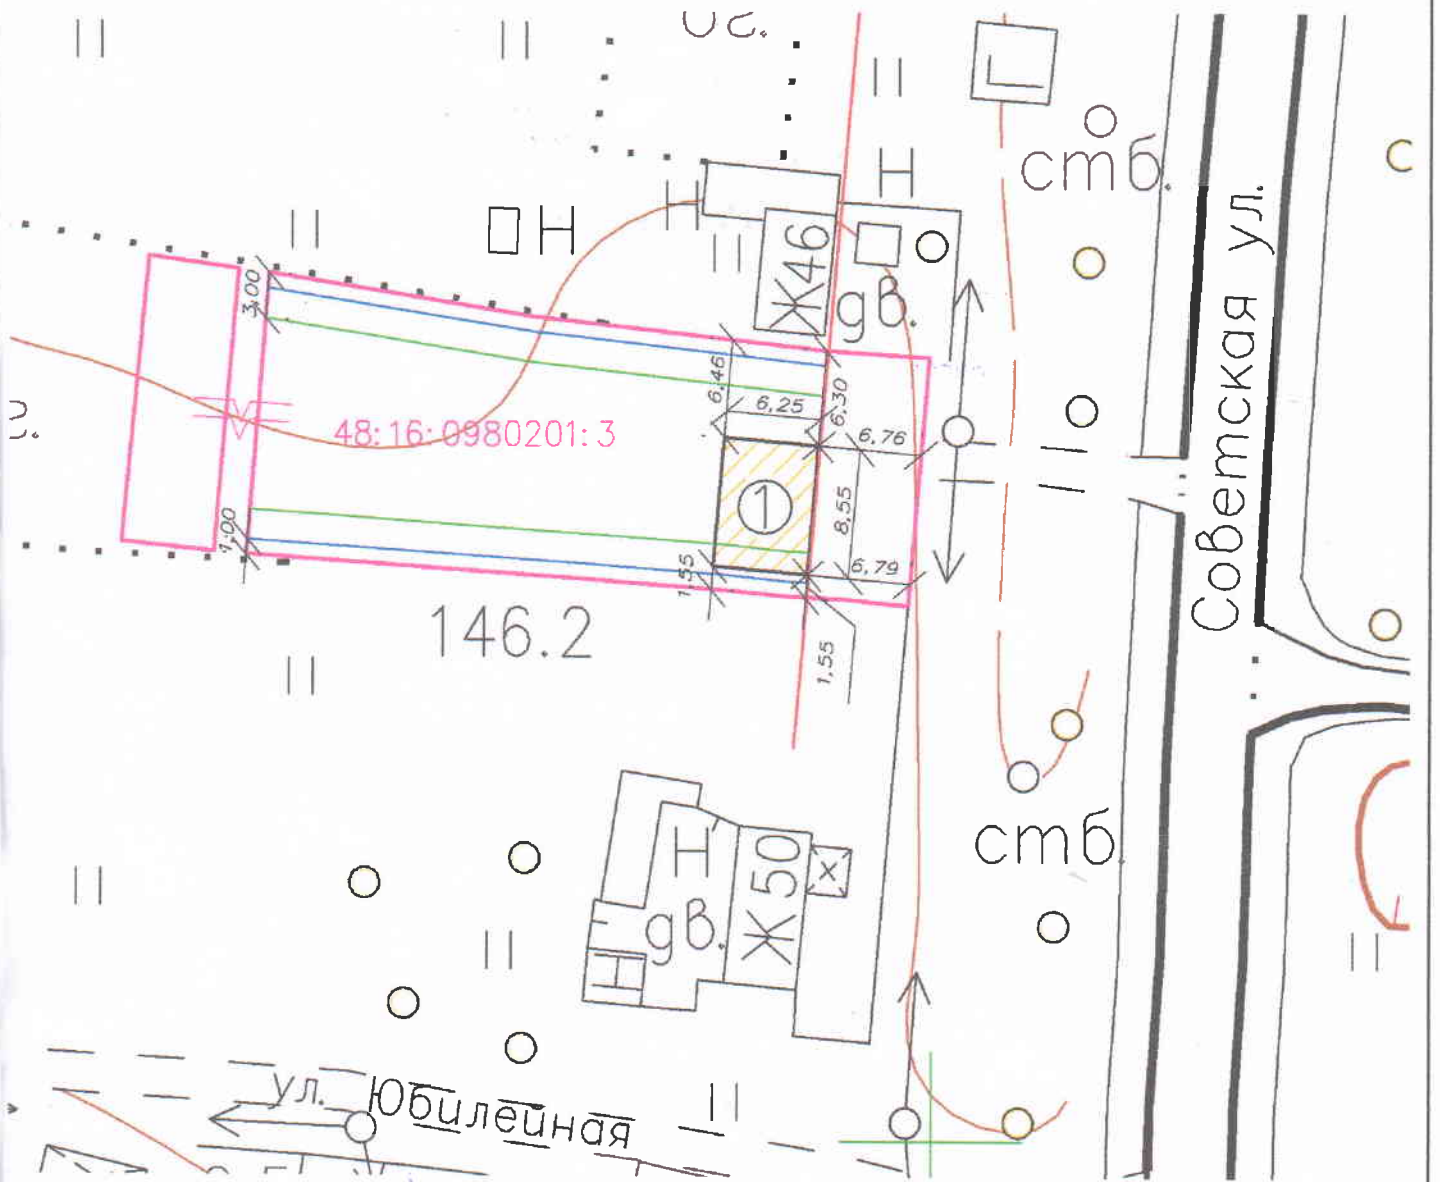 стб.
Советская ул.
Н
Н
Н
Ж46
дв.
3,00
6,46
6,25
6,30
6,76
48:16:0980201:3
1
8,55
1,00
1,55
6,79
1,55
146.2
стб.
Н
Ж50
дв.
Н
ул. Юбилейная